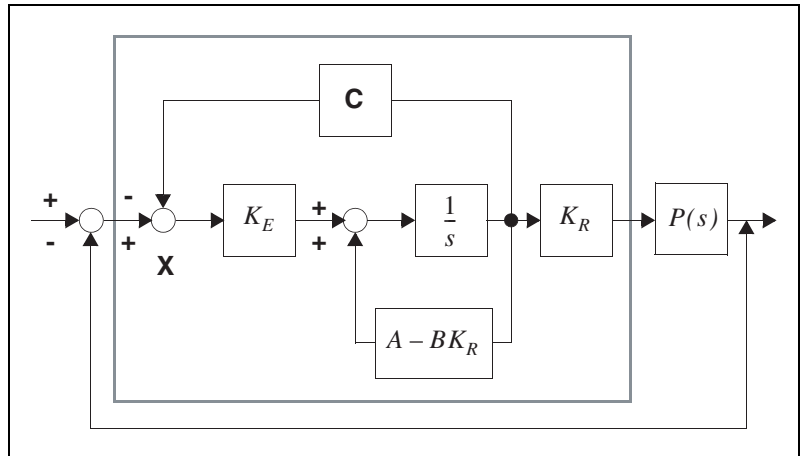 C
+
-
-
+
X
K_E
+
+
1
s
K_R
P(s)
A – BK_R